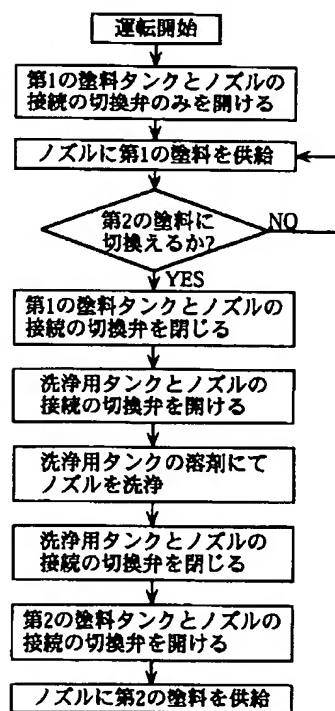 運転開始
第1の塗料タンクとノズルの
接続の切換弁のみを開ける
ノズルに第1の塗料を供給
第2の塗料に
切換えるか?
NO
YES
第1の塗料タンクとノズルの
接続の切換弁を閉じる
洗浄用タンクとノズルの
接続の切換弁を開ける
洗浄用タンクの溶剤にて
ノズルを洗浄
洗浄用タンクとノズルの
接続の切換弁を閉じる
第2の塗料タンクとノズルの
接続の切換弁を開ける
ノズルに第2の塗料を供給